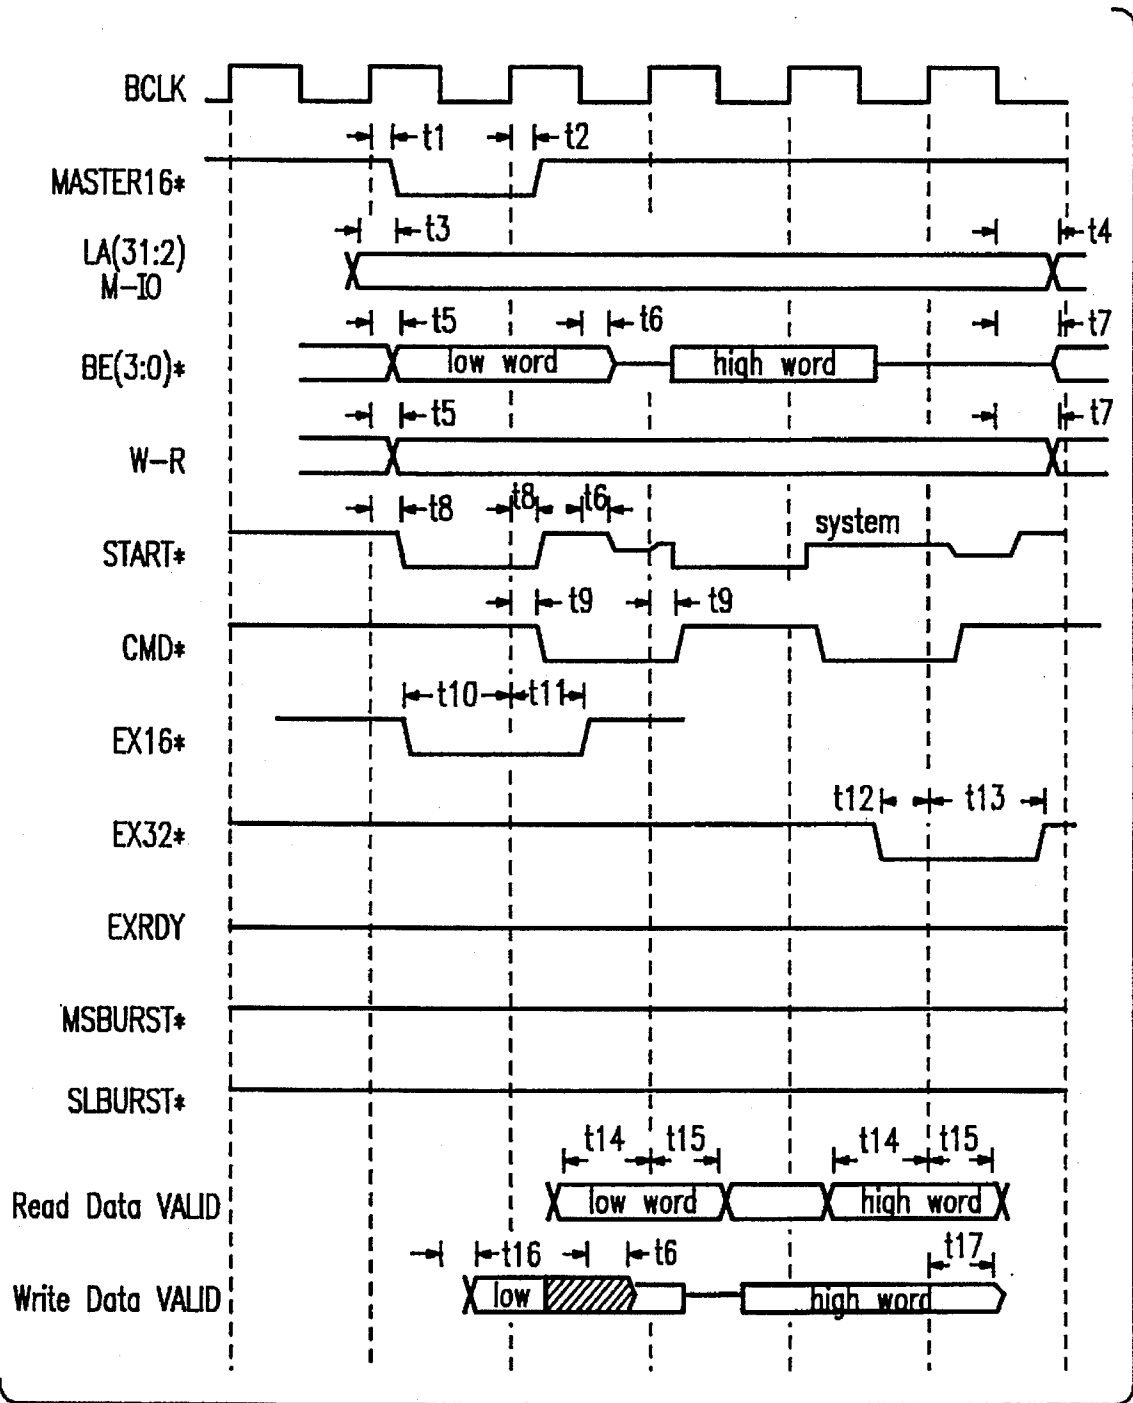 BCLK
t1 t2
MASTER16*
t3 t4
LA(31:2)
M-IO
t5 t6 t7
BE(3:0)* low word high word
t5 t7
W-R
t8 t8 t6 system
START*
t9 t9
CMD*
t10 t11
EX16*
t12 t13
EX32*
EXRDY
MSBURST*
SLBURST*
t14 t15 t14 t15
Read Data VALID low word high word
t16 t6 t17
Write Data VALID low high word